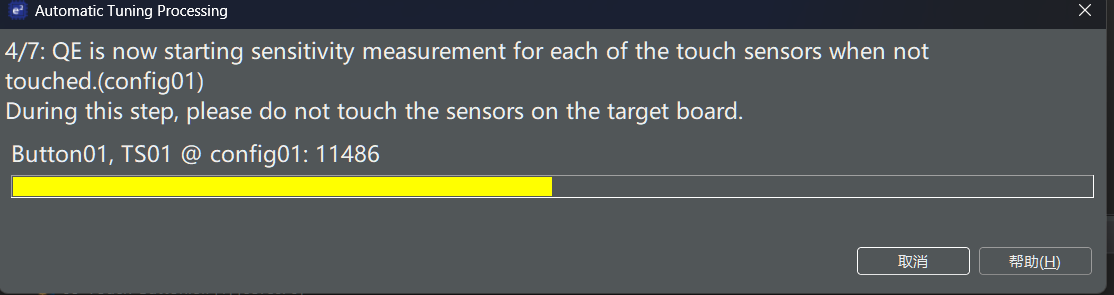 Automatic Tuning Processing
4/7: QE is now starting sensitivity measurement for each of the touch sensors when not
touched.(config01)
During this step, please do not touch the sensors on the target board.
Button01, TS01 @ config01: 11486
取消
帮助(H)